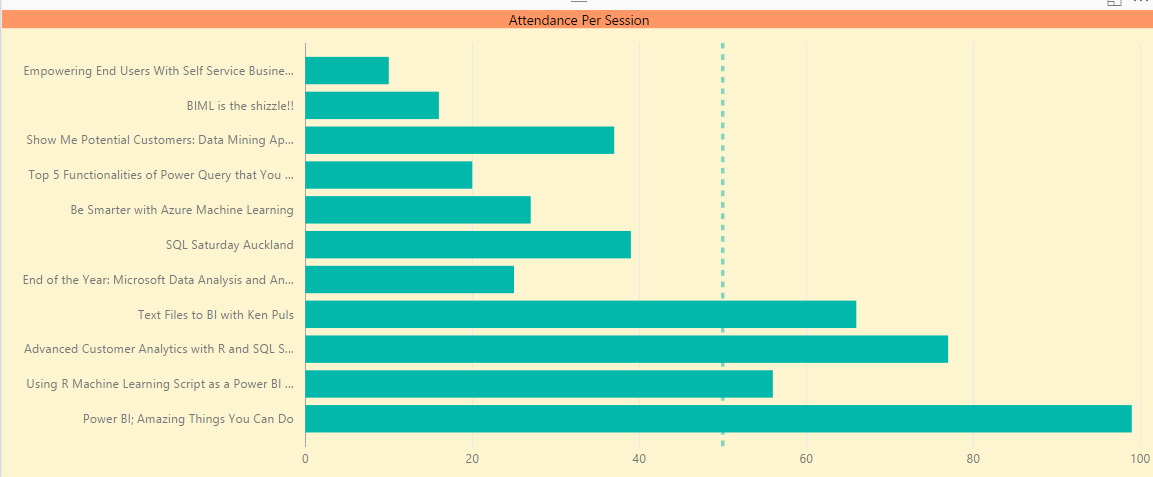 Attendance Per Session
Empowering End Users With Self Service Busine...
BIML is the shizzle!!
Show Me Potential Customers: Data Mining Ap...
Top 5 Functionalities of Power Query that You ...
Be Smarter with Azure Machine Learning
SQL Saturday Auckland
End of the Year: Microsoft Data Analysis and An...
Text Files to BI with Ken Puls
Advanced Customer Analytics with R and SQL S...
Using R Machine Learning Script as a Power BI ...
Power BI; Amazing Things You Can Do
0 20 40 60 80 100